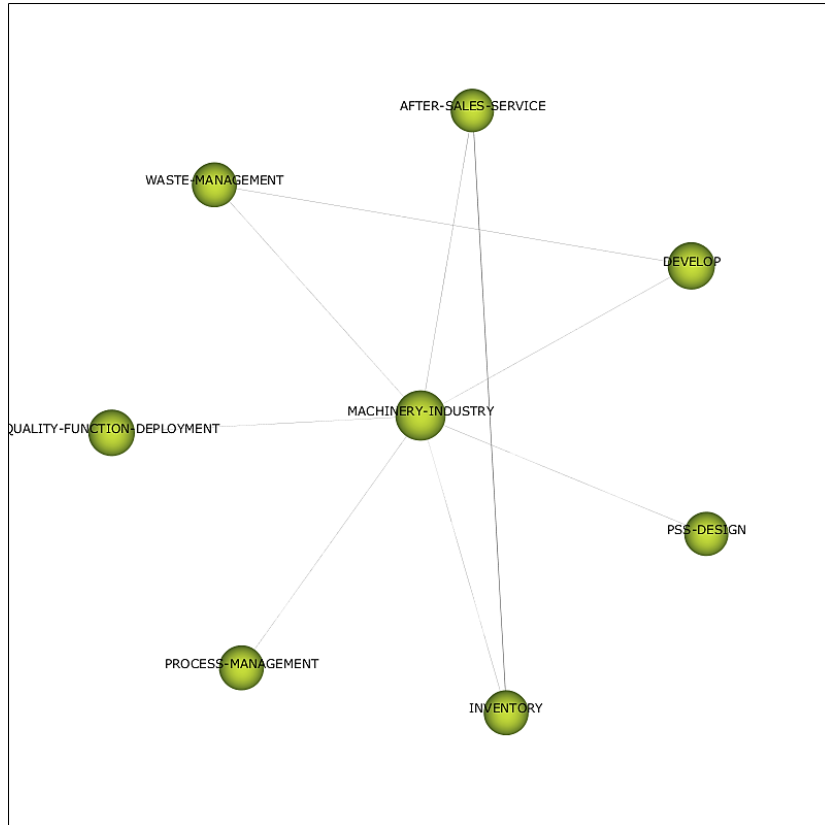 AFTER-SALES-SERVICE
WASTE-MANAGEMENT
DEVELOP
MACHINERY-INDUSTRY
QUALITY-FUNCTION-DEPLOYMENT
PSS-DESIGN
PROCESS-MANAGEMENT
INVENTORY